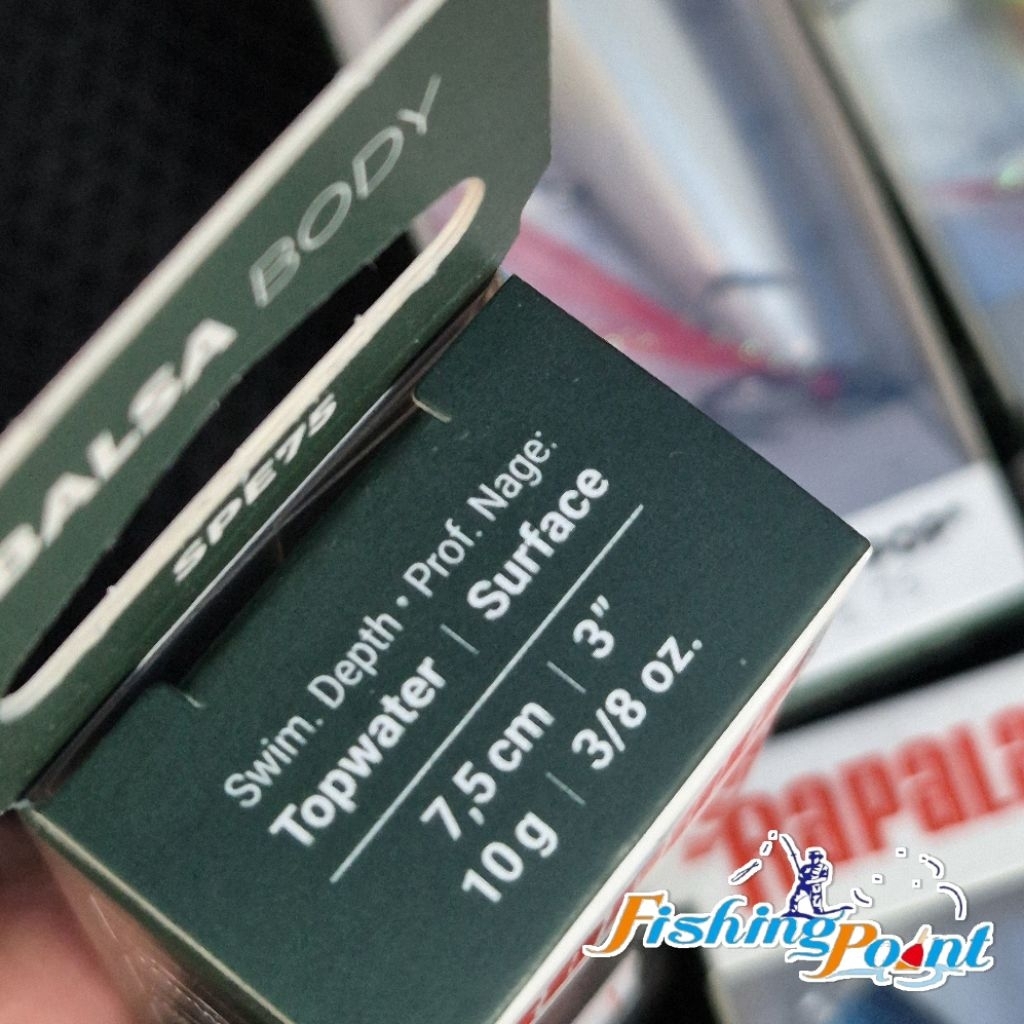 BALSA BODY
SPE75
Swim. Depth • Prof. Nage:
Topwater | Surface
7,5 cm | 3”
10 g | 3/8 oz.
RAPALA
FishingPoint